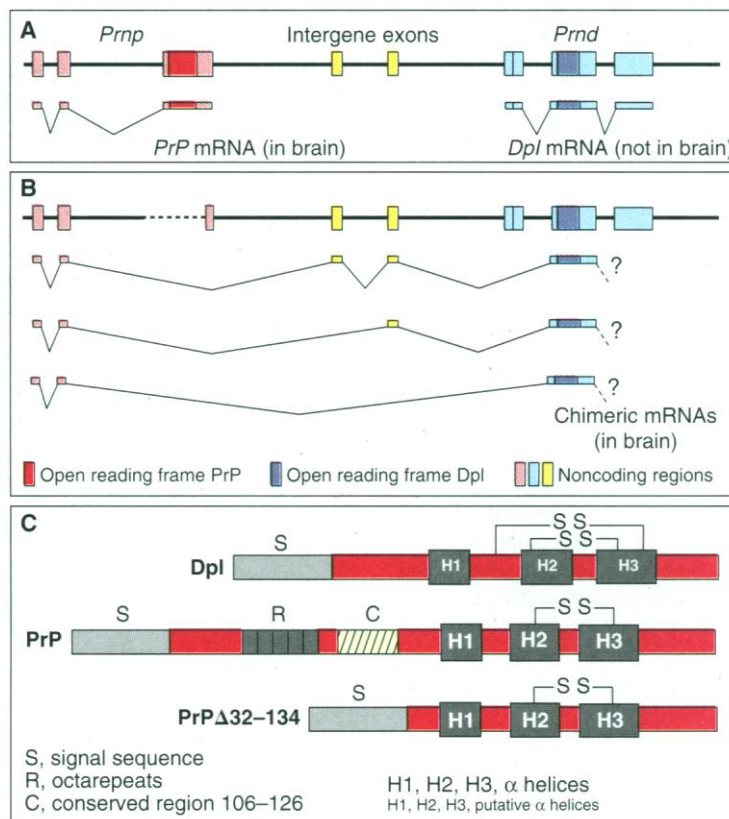 A
Prnp Intergene exons Prnd
PrP mRNA (in brain) Dpl mRNA (not in brain)
B
?
?
?
Chimeric mRNAs
(in brain)
Open reading frame PrP Open reading frame Dpl Noncoding regions
C
S S
S S S
Dpl H1 H2 H3
S R C S S
PrP H1 H2 H3
S S S
PrPΔ32–134 H1 H2 H3
S, signal sequence
R, octarepeats
C, conserved region 106–126
H1, H2, H3, α helices
H1, H2, H3, putative α helices